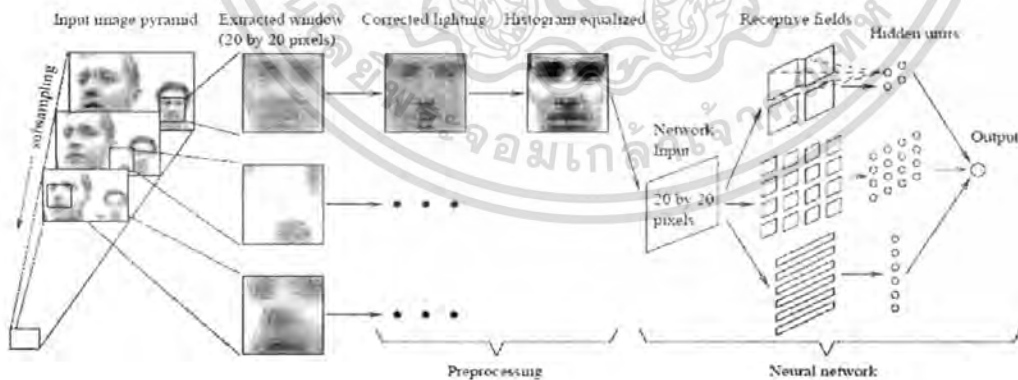 Input image pyramid
Extracted window
(20 by 20 pixels)
Corrected lighting
Histogram equalized
Receptive fields
Hidden units
subsampling
Network
Input
20 by 20
pixels
Output
Preprocessing
Neural network